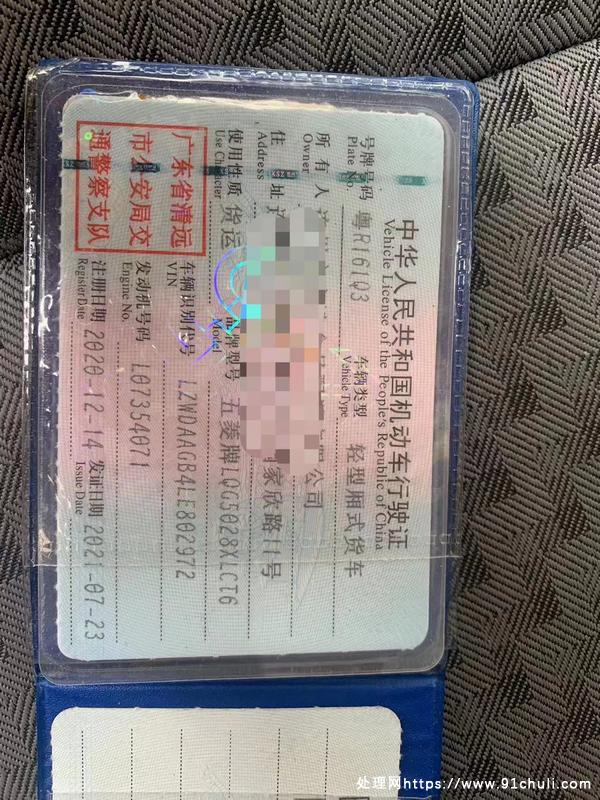 中华人民共和国机动车行驶证
Vehicle License of the People's Republic of China
号牌号码 粤R161Q3 车辆类型 轻型厢式货车
Plate No. Vehicle Type
所有人 公司
Owner
住址 家欣路11号
Address
使用性质 货运 品牌型号 五菱牌LQG5028XLCT6
Use Character Model
广东省清远
市公安局交
通警察支队
车辆识别代号 LZWDAAGB4LE802972
VIN
发动机号码 L07354071
Engine No.
注册日期 2020-12-14 发证日期 2021-07-23
Register Date Issue Date
处理网https://www.91chuli.com